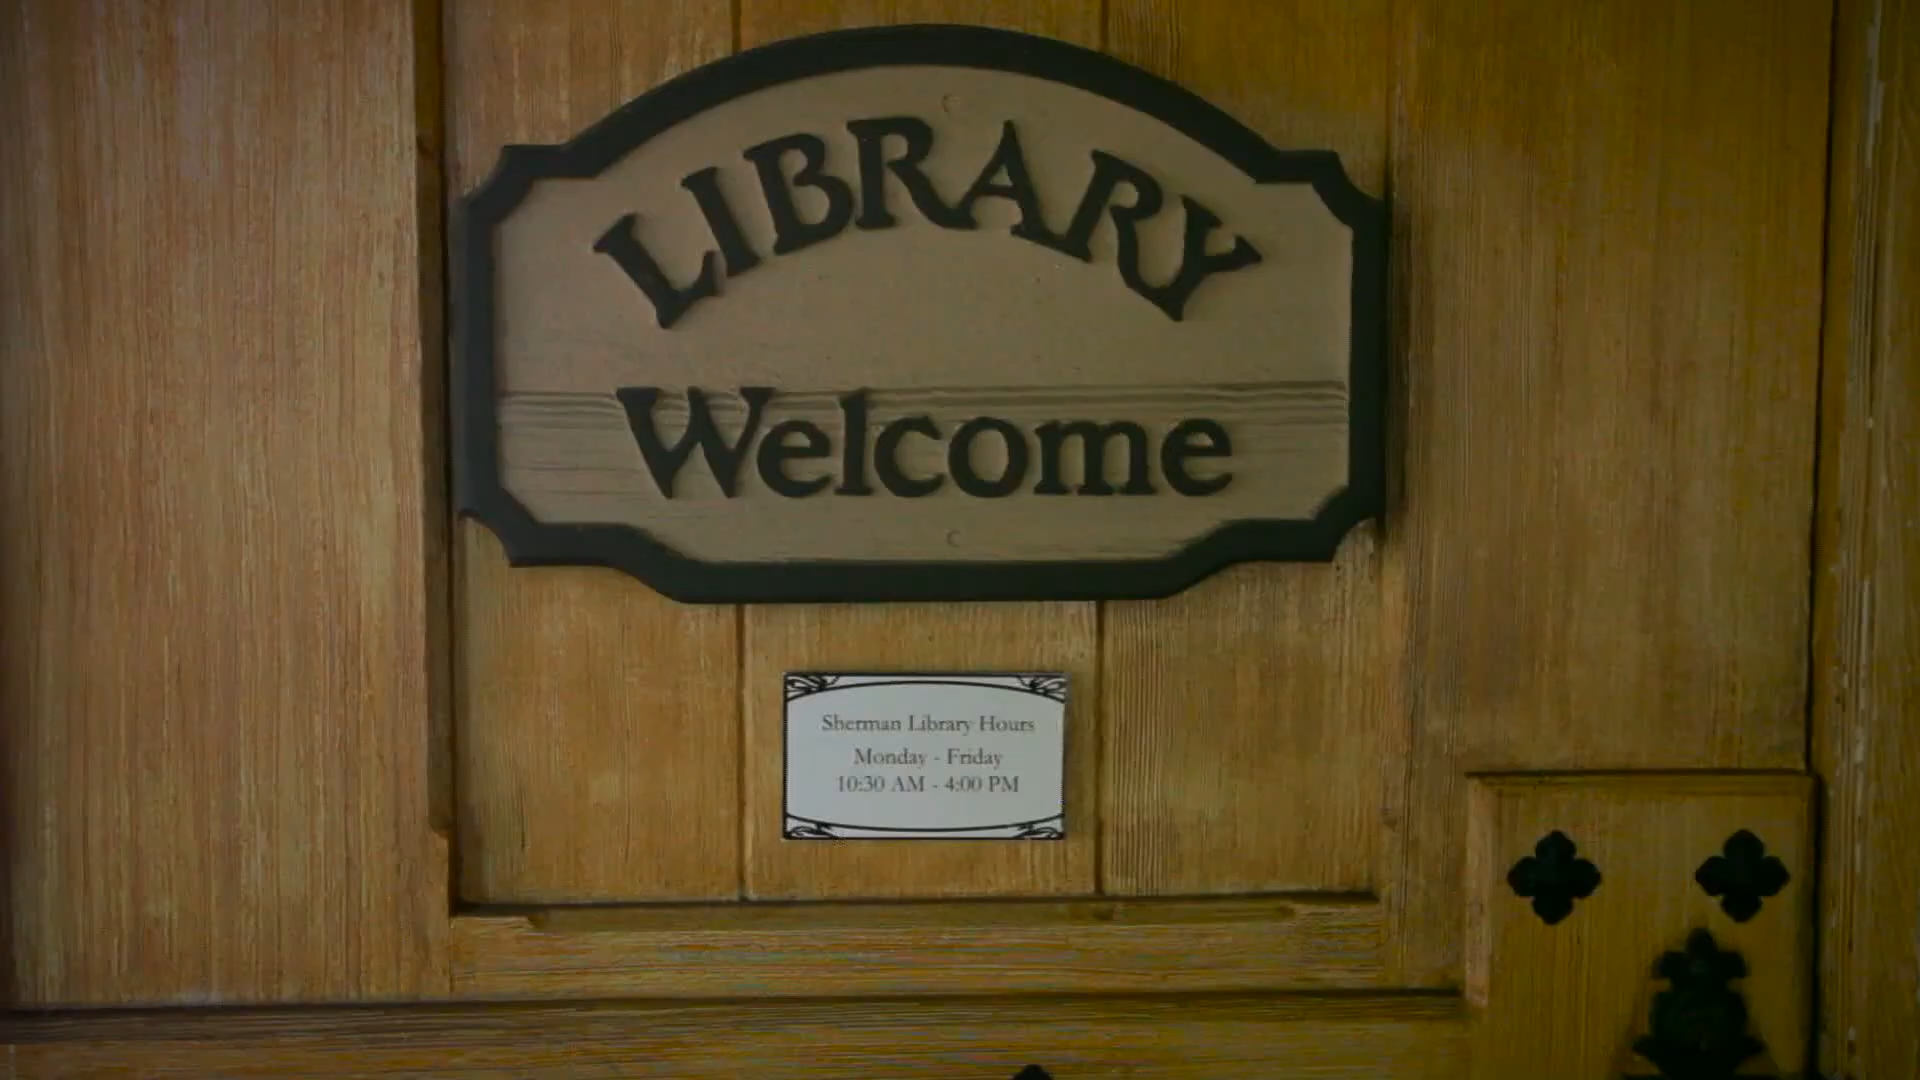 LIBRARY
Welcome
Sherman Library Hours
Monday - Friday
10:30 AM - 4:00 PM